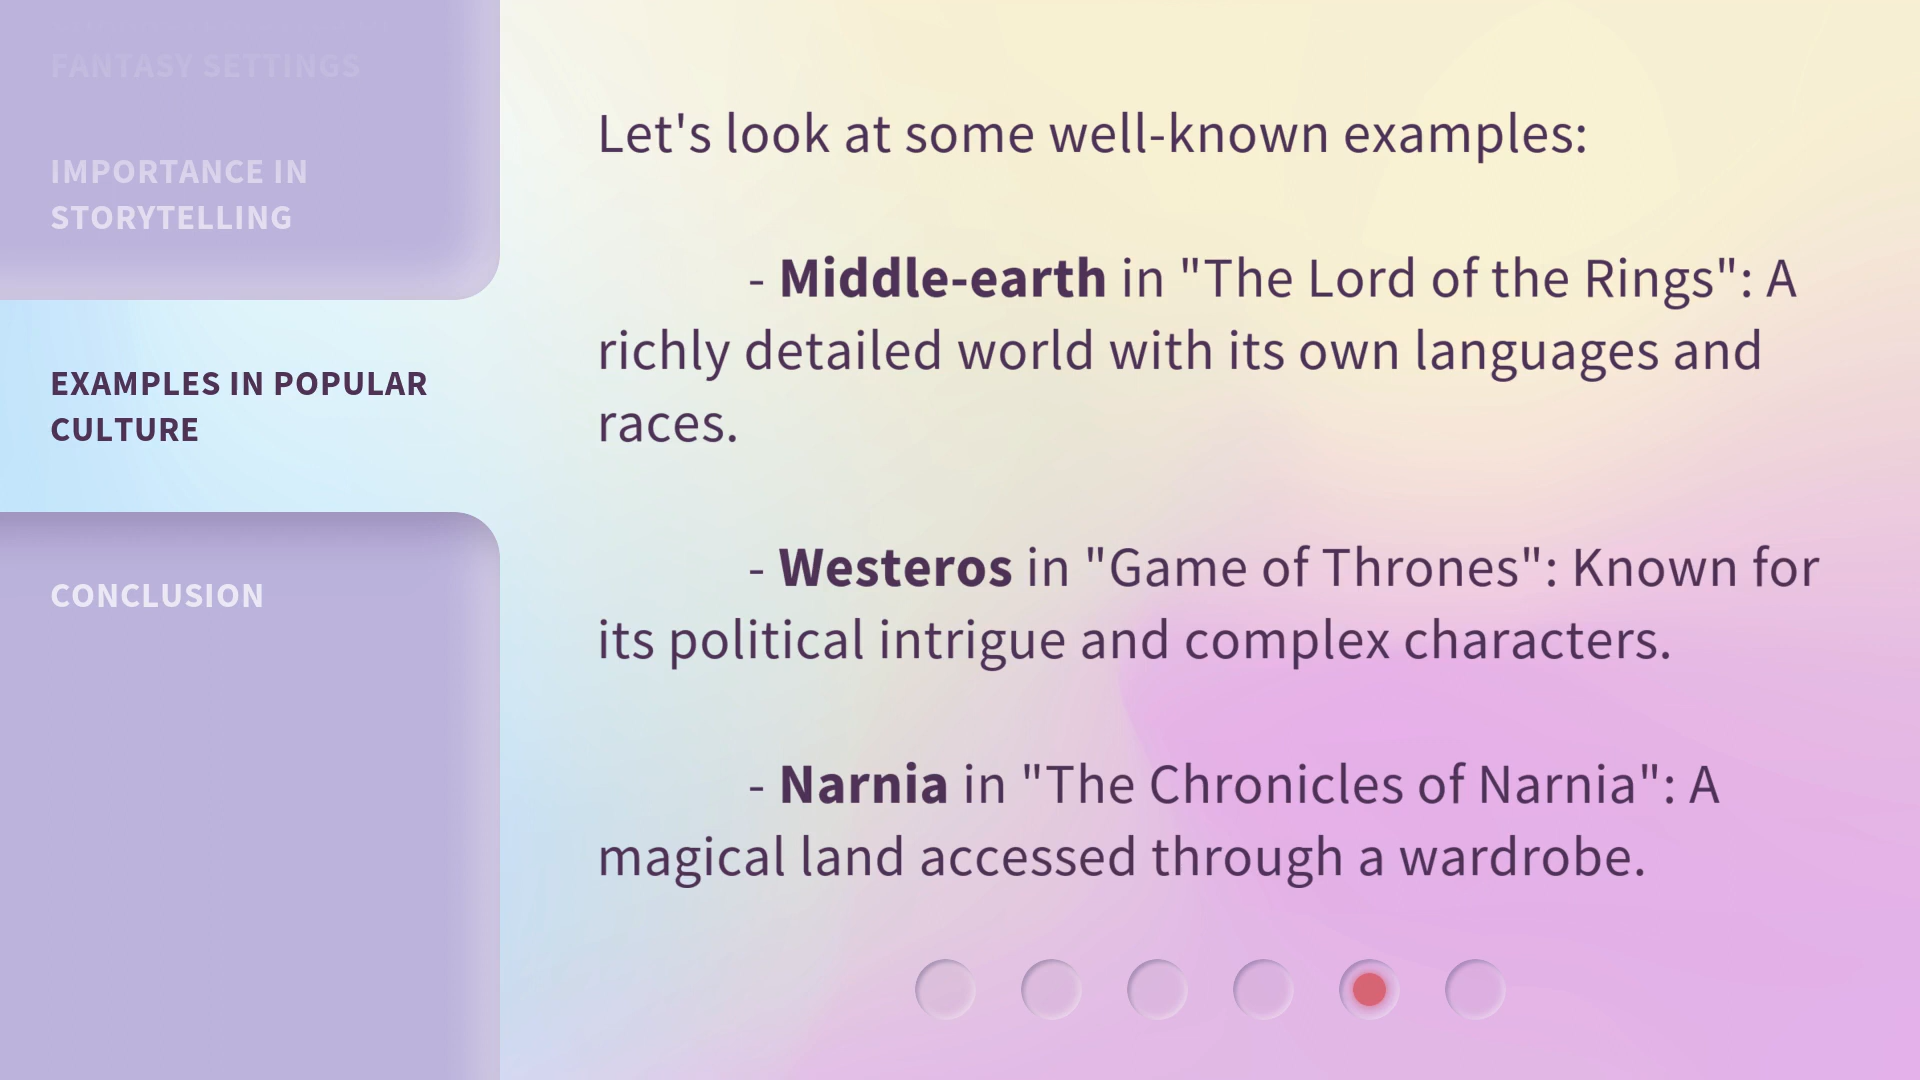 FANTASY SETTINGS
IMPORTANCE IN
STORYTELLING
EXAMPLES IN POPULAR
CULTURE
CONCLUSION
Let's look at some well-known examples:
- Middle-earth in "The Lord of the Rings": A
richly detailed world with its own languages and
races.
- Westeros in "Game of Thrones": Known for
its political intrigue and complex characters.
- Narnia in "The Chronicles of Narnia": A
magical land accessed through a wardrobe.